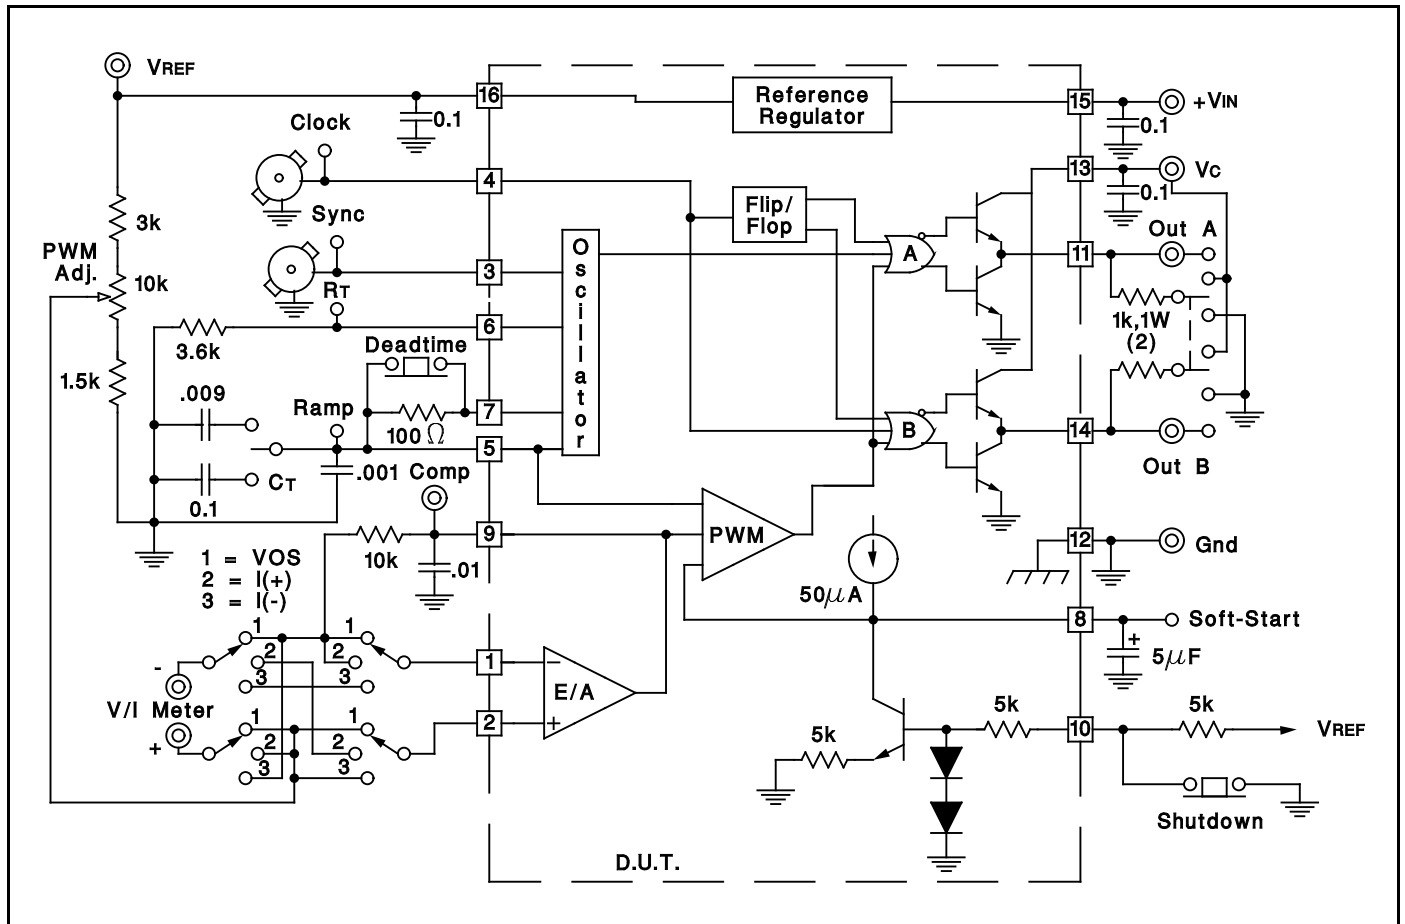 VREF
16
0.1
Reference
Regulator
15
+VIN
0.1
Clock
4
13
Vc
0.1
Sync
3k
Flip/
Flop
Out A
PWM
Adj.
10k
3
Oscillator
A
11
RT
6
3.6k
1k,1W
(2)
Deadtime
1.5k
.009
Ramp
7
100 Ω
5
B
14
Out B
.001
Comp
CT
0.1
9
10k
.01
PWM
12
Gnd
50μA
1 = VOS
2 = I(+)
3 = I(-)
8
Soft-Start
+
5μF
1
2
3
1
2
3
-
V/I Meter
+
1
2
3
1
2
3
1
2
−
E/A
+
5k
5k
10
5k
VREF
Shutdown
D.U.T.